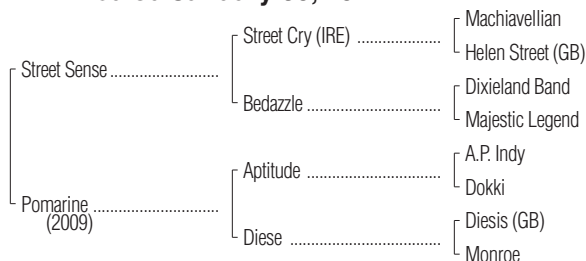 Machiavellian
Street Cry (IRE)
Helen Street (GB)
Street Sense
Dixieland Band
Bedazzle
Majestic Legend
A.P. Indy
Aptitude
Dokki
Pomarine
(2009)
Diesis (GB)
Diese
Monroe